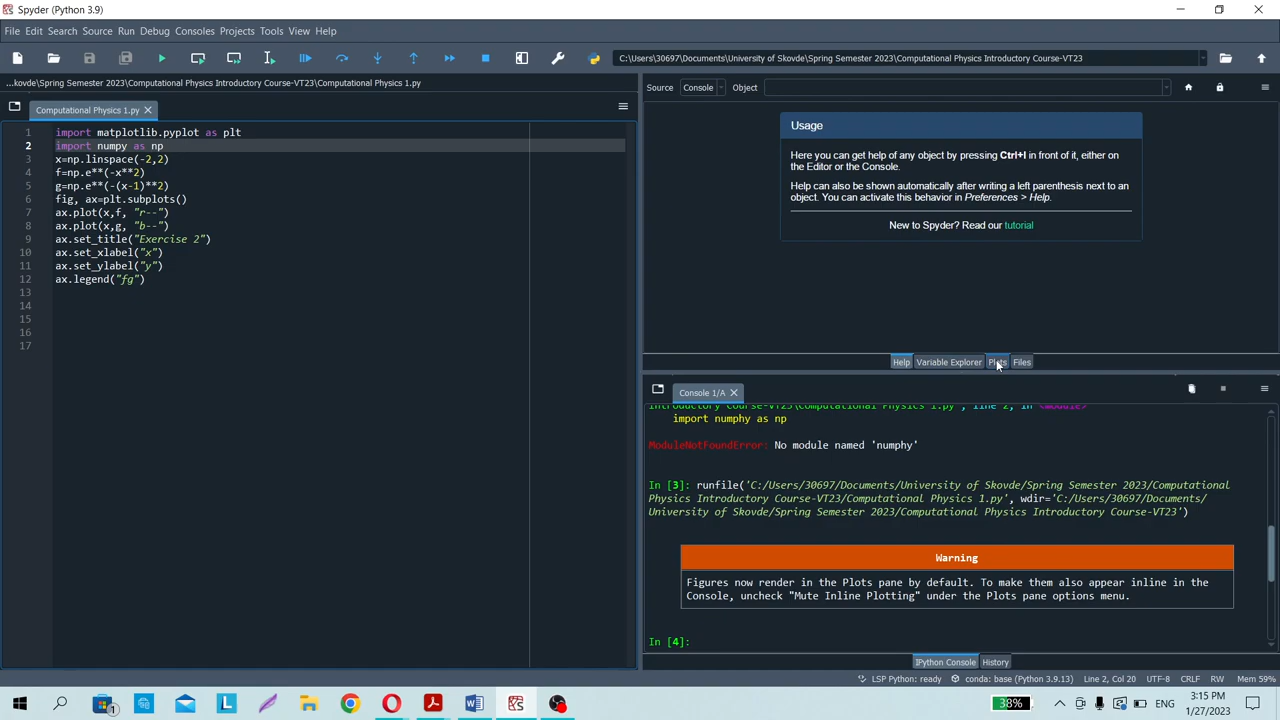 Spyder (Python 3.9)
File Edit Search Source Run Debug Consoles Projects Tools View Help
C:\Users\30697\Documents\University of Skovde\Spring Semester 2023\Computational Physics Introductory Course-VT23
...kovde\Spring Semester 2023\Computational Physics Introductory Course-VT23\Computational Physics 1.py
Source Console Object
Computational Physics 1.py
1 import matplotlib.pyplot as plt
2 import numpy as np
3 x=np.linspace(-2,2)
4 f=np.e**(-x**2)
5 g=np.e**(-(x-1)**2)
6 fig, ax=plt.subplots()
7 ax.plot(x,f, "r--")
8 ax.plot(x,g, "b--")
9 ax.set_title("Exercise 2")
10 ax.set_xlabel("x")
11 ax.set_ylabel("y")
12 ax.legend("fg")
13
14
15
16
17
Usage
Here you can get help of any object by pressing Ctrl+I in front of it, either on
the Editor or the Console.
Help can also be shown automatically after writing a left parenthesis next to an
object. You can activate this behavior in Preferences > Help.
New to Spyder? Read our tutorial
Help Variable Explorer Plots Files
Console 1/A
Introductory Course-VT23\Computational Physics 1.py", line 2, in <module>
import numphy as np
ModuleNotFoundError: No module named 'numphy'
In [3]: runfile('C:/Users/30697/Documents/University of Skovde/Spring Semester 2023/Computational
Physics Introductory Course-VT23/Computational Physics 1.py', wdir='C:/Users/30697/Documents/
University of Skovde/Spring Semester 2023/Computational Physics Introductory Course-VT23')
Warning
Figures now render in the Plots pane by default. To make them also appear inline in the
Console, uncheck "Mute Inline Plotting" under the Plots pane options menu.
In [4]:
IPython Console History
LSP Python: ready conda: base (Python 3.9.13) Line 2, Col 20 UTF-8 CRLF RW Mem 59%
38% ENG 3:15 PM
1/27/2023